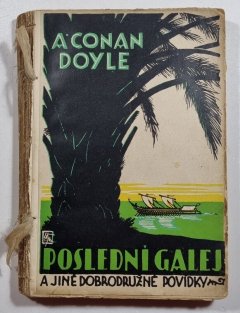 A. CONAN
DOYLE
POSLEDNÍ GALEJ
A JINÉ DOBRODRUŽNÉ POVÍDKY